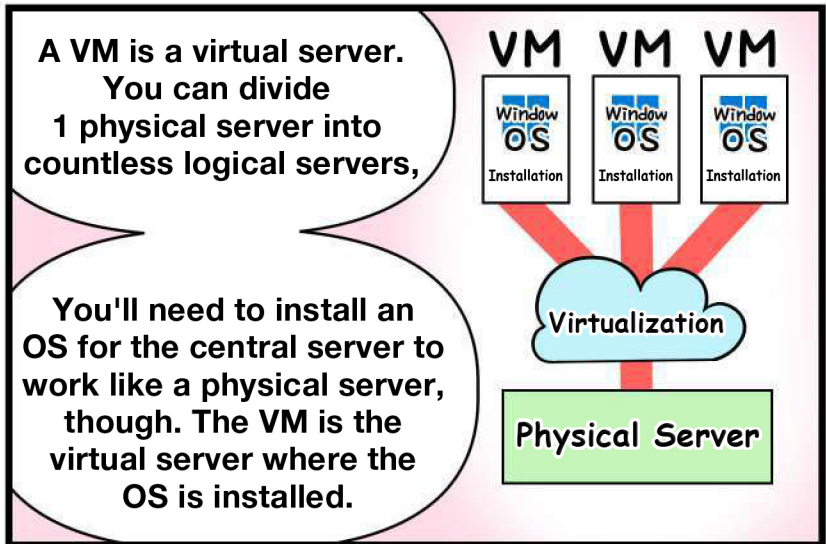 A VM is a virtual server.
You can divide
1 physical server into
countless logical servers,
You'll need to install an
OS for the central server to
work like a physical server,
though. The VM is the
virtual server where the
OS is installed.
VM VM VM
Window Window Window
OS OS OS
Installation Installation Installation
Virtualization
Physical Server